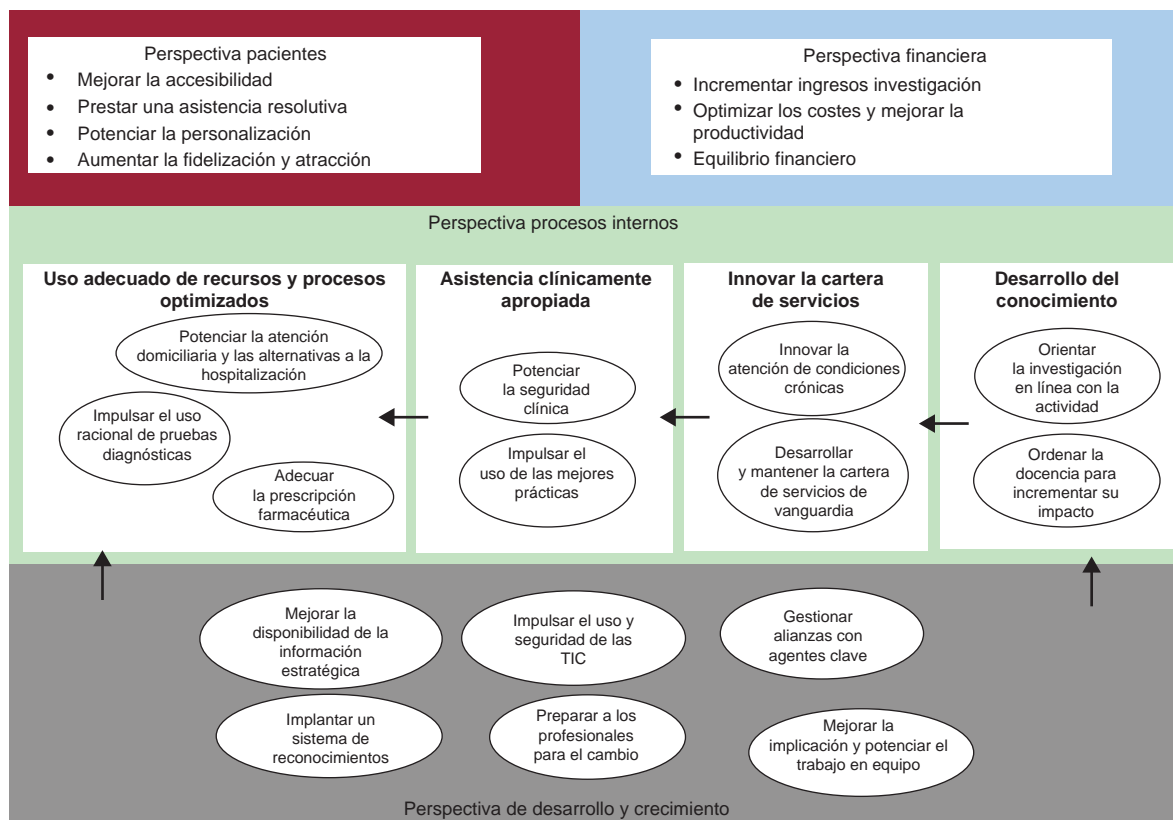 Perspectiva pacientes
• Mejorar la accesibilidad
• Prestar una asistencia resolutiva
• Potenciar la personalización
• Aumentar la fidelización y atracción
Perspectiva financiera
• Incrementar ingresos investigación
• Optimizar los costes y mejorar la
productividad
• Equilibrio financiero
Perspectiva procesos internos
Uso adecuado de recursos y procesos
optimizados
Potenciar la atención
domiciliaria y las alternativas a la
hospitalización
Impulsar el uso
racional de pruebas
diagnósticas
Adecuar
la prescripción
farmacéutica
Asistencia clínicamente
apropiada
Potenciar
la seguridad
clínica
Impulsar el
uso de las mejores
prácticas
Innovar la cartera
de servicios
Innovar la
atención de condiciones
crónicas
Desarrollar
y mantener la cartera
de servicios de
vanguardia
Desarrollo del
conocimiento
Orientar
la investigación
en línea con la
actividad
Ordenar la
docencia para
incrementar su
impacto
Mejorar la
disponibilidad de la
información
estratégica
Impulsar el uso y
seguridad de las
TIC
Gestionar
alianzas con
agentes clave
Implantar un
sistema de
reconocimientos
Preparar a los
profesionales
para el cambio
Mejorar la
implicación y potenciar el
trabajo en equipo
Perspectiva de desarrollo y crecimiento